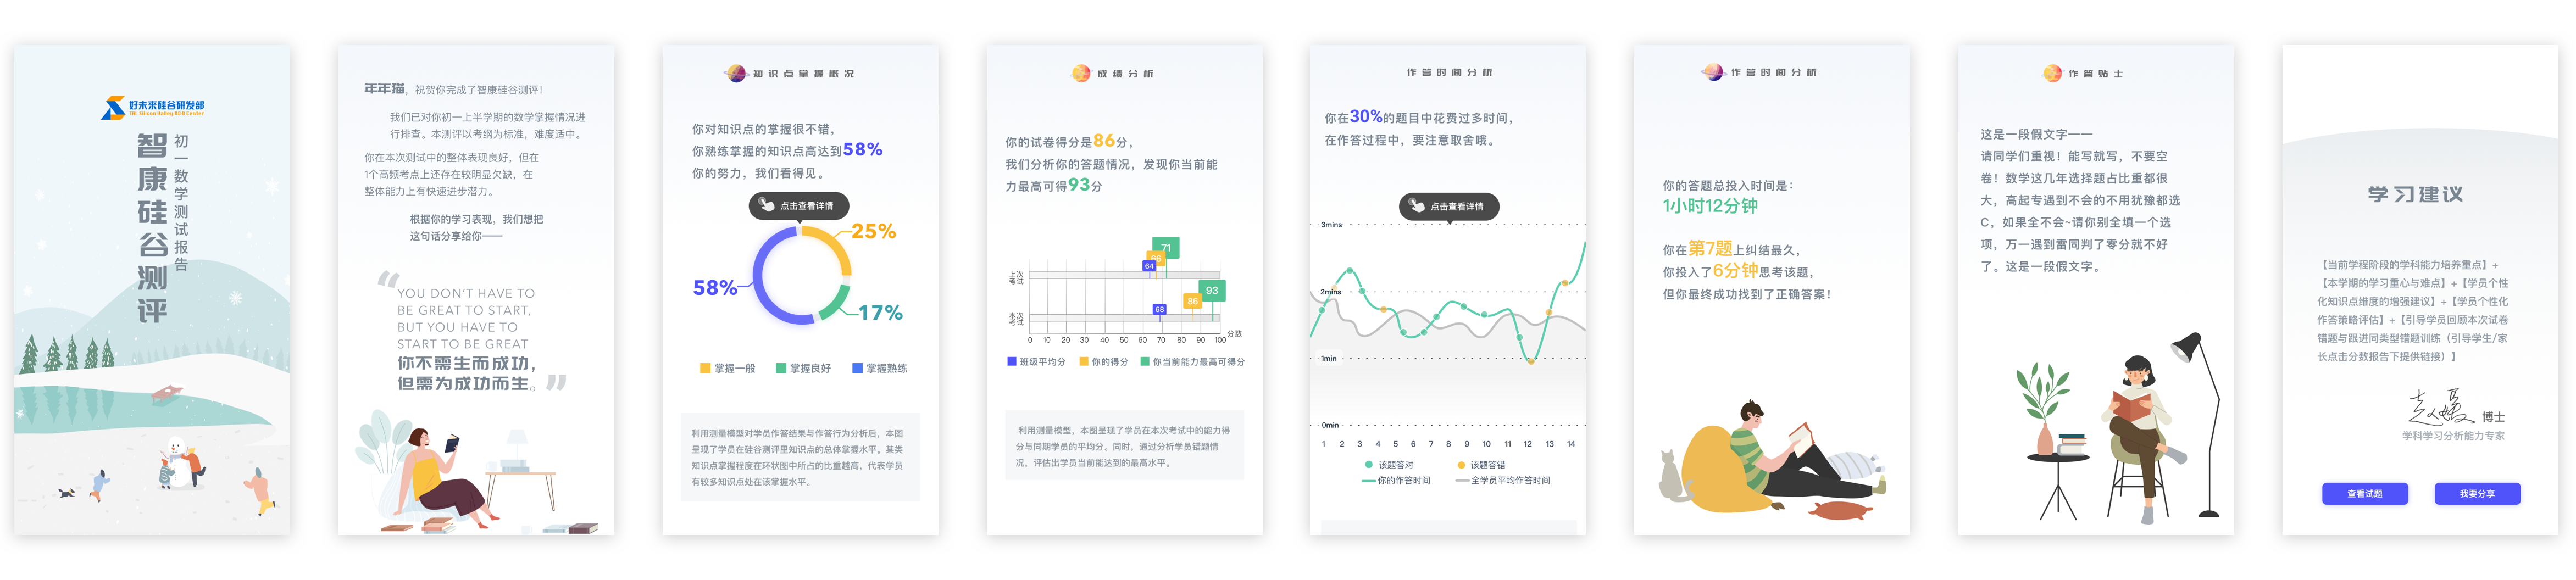 好未来硅谷研发部
TAL Silicon Valley R&D Center
智康硅谷测评
初一数学测试报告
年年猫，祝贺你完成了智康硅谷测评！
我们已对你初一上半学期的数学掌握情况进
行排查。本测评以考纲为标准，难度适中。
你在本次测试中的整体表现良好，但在
1个高频考点上还存在较明显欠缺，在
整体能力上有快速进步潜力。
根据你的学习表现，我们想把
这句话分享给你——
“
YOU DON'T HAVE TO
BE GREAT TO START,
BUT YOU HAVE TO
START TO BE GREAT
你不需生而成功，
但需为成功而生。”
知识点掌握概况
你对知识点的掌握很不错，
你熟练掌握的知识点高达到58%
你的努力，我们看得见。
点击查看详情
25%
58%
17%
掌握一般 掌握良好 掌握熟练
利用测量模型对学员作答结果与作答行为分析后，本图
呈现了学员在硅谷测评里知识点的总体掌握水平。某类
知识点掌握程度在环状图中所占的比重越高，代表学员
有较多知识点处在该掌握水平。
成绩分析
你的试卷得分是86分，
我们分析你的答题情况，发现你当前能
力最高可得93分
71
68
64
上次
考试
93
86
68
本次
考试
0 10 20 30 40 50 60 70 80 90 100 分数
班级平均分 你的得分 你当前能力最高可得分
利用测量模型，本图呈现了学员在本次考试中的能力得
分与同期学员的平均分。同时，通过分析学员错题情
况，评估出学员当前能达到的最高水平。
作答时间分析
你在30%的题目中花费过多时间，
在作答过程中，要注意取舍哦。
点击查看详情
3mins
2mins
1min
0min
1 2 3 4 5 6 7 8 9 10 11 12 13 14
该题答对 该题答错
你的作答时间 全学员平均作答时间
作答时间分析
你的答题总投入时间是：
1小时12分钟
你在第7题上纠结最久，
你投入了6分钟思考该题，
但你最终成功找到了正确答案！
作答贴士
这是一段假文字——
请同学们重视！能写就写，不要空
卷！数学这几年选择题占比重都很
大，高起专遇到不会的不用犹豫都选
C，如果全不会~请你别全填一个选
项，万一遇到雷同判了零分就不好
了。这是一段假文字。
学习建议
【当前学程阶段的学科能力培养重点】+
【本学期的学习重心与难点】+【学员个性
化知识点维度的增强建议】+【学员个性化
作答策略评估】+【引导学员回顾本次试卷
错题与跟进同类型错题训练（引导学生/家
长点击分数报告下提供链接）】
博士
学科学习分析能力专家
查看试题 我要分享